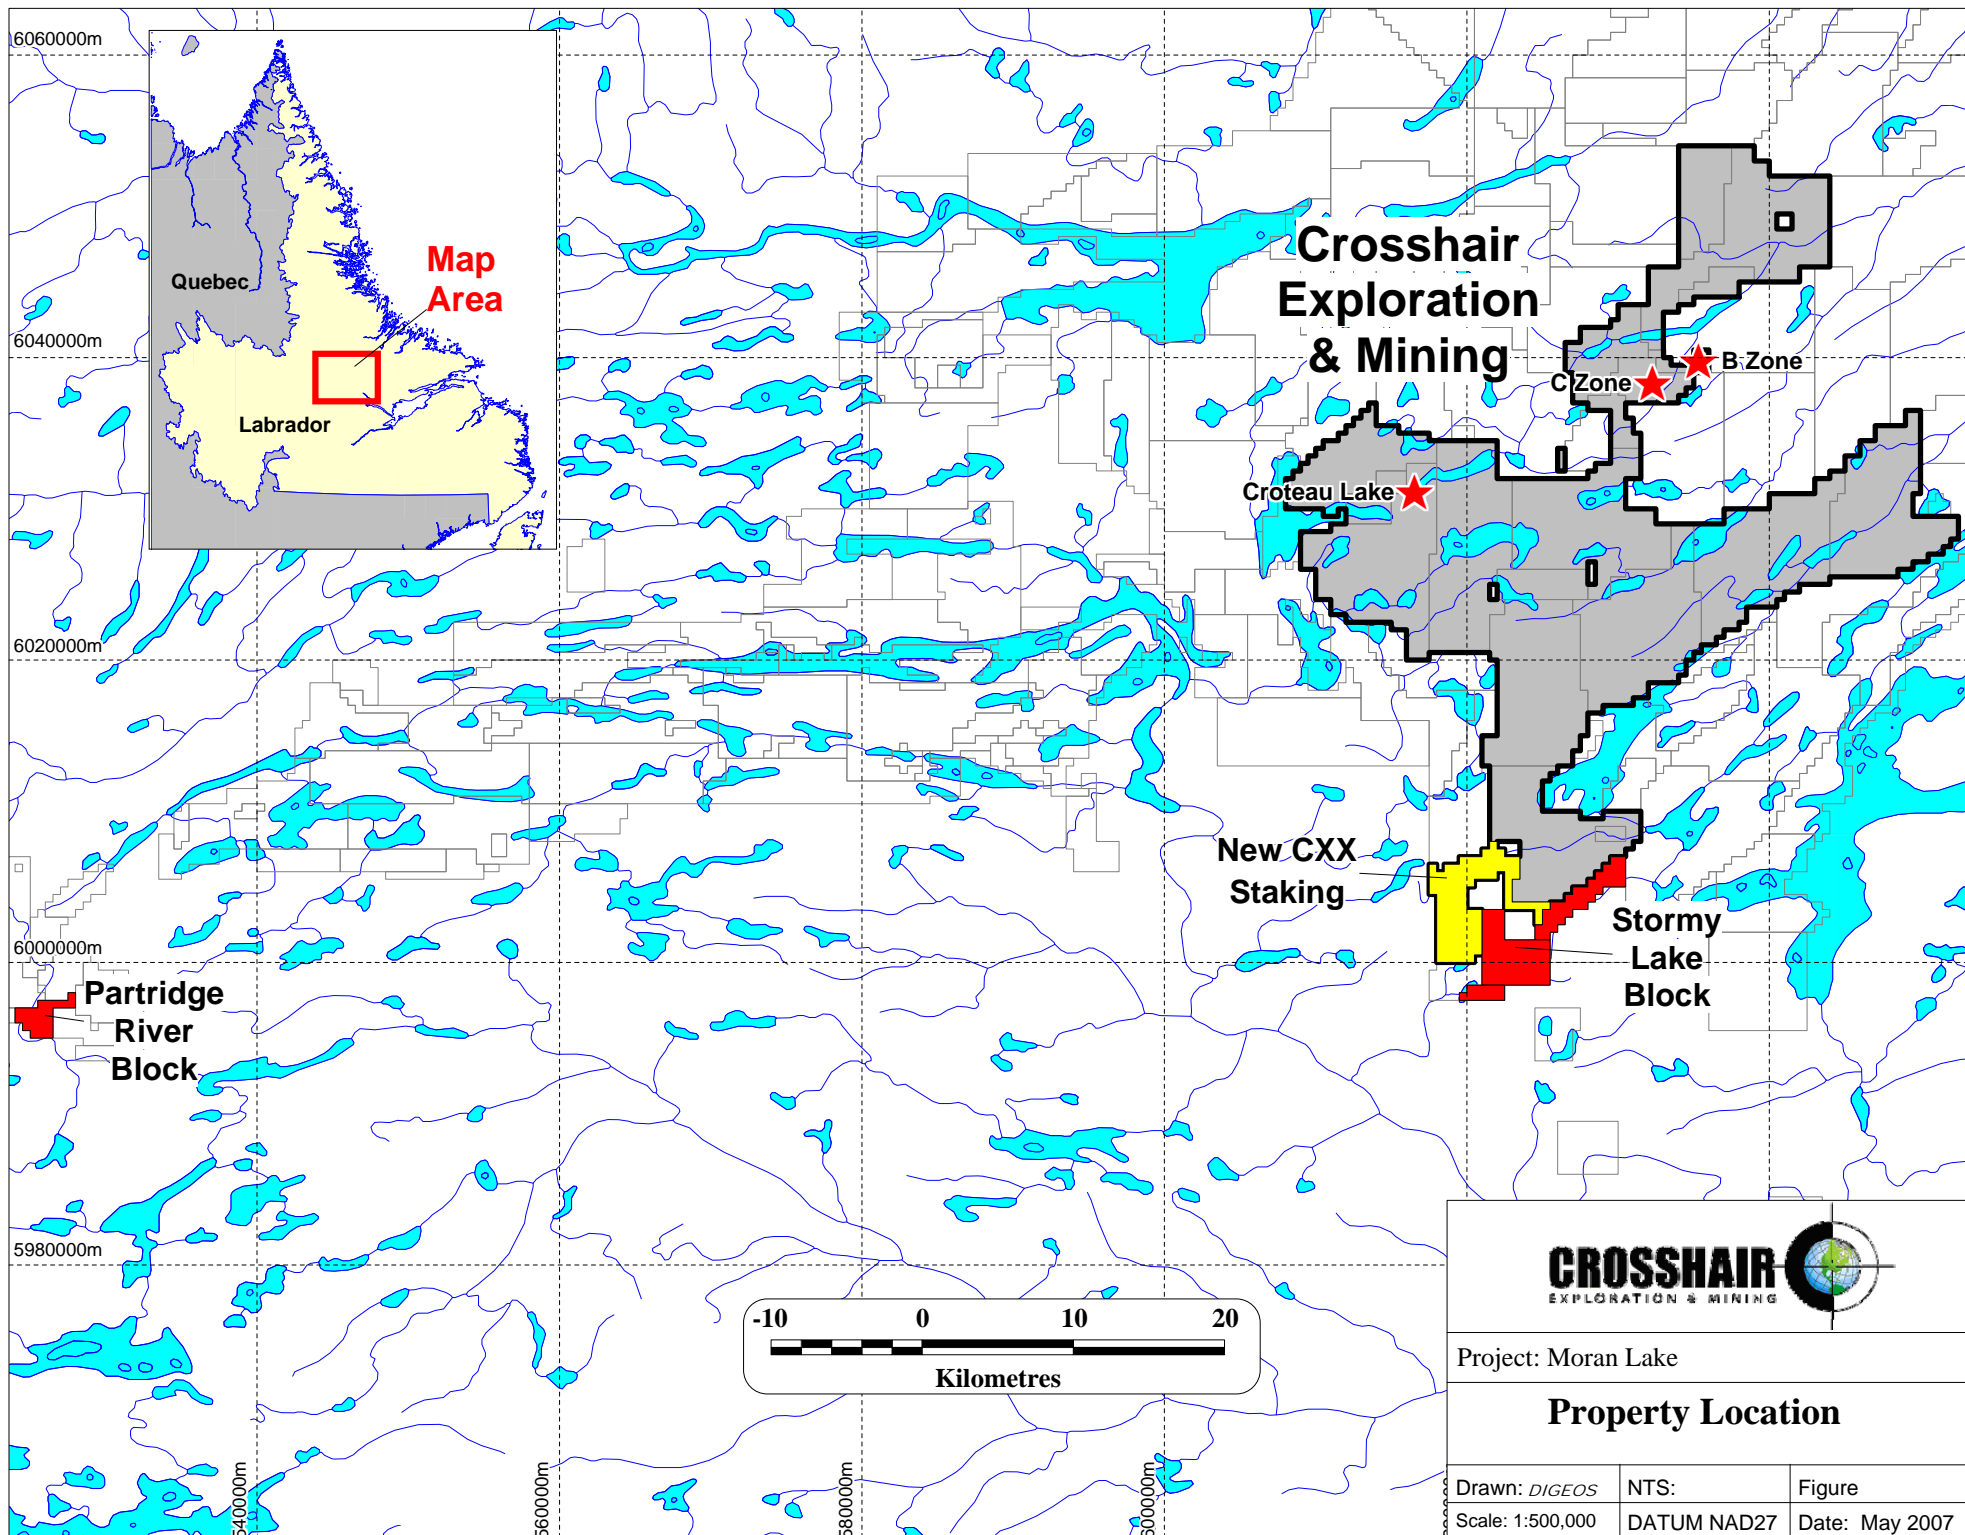 6060000m
6040000m
6020000m
6000000m
5980000m
Quebec
Labrador
Map
Area
Crosshair
Exploration
& Mining
B Zone
C Zone
Croteau Lake
New CXX
Staking
Stormy
Lake
Block
Partridge
River
Block
-10 0 10 20
Kilometres
540000m
560000m
580000m
600000m
CROSSHAIR
EXPLORATION & MINING
Project: Moran Lake
Property Location
Drawn: DIGEOS
NTS:
Figure
Scale: 1:500,000
DATUM NAD27
Date: May 2007